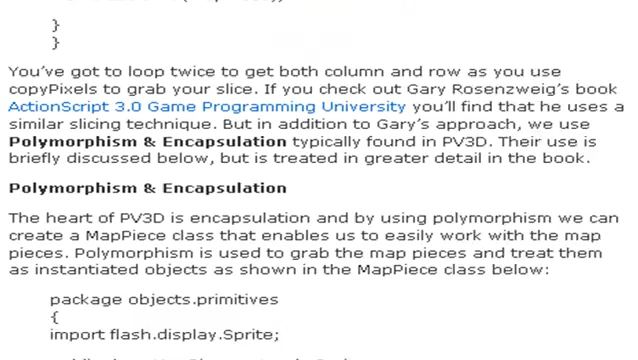 }
}
You've got to loop twice to get both column and row as you use
copyPixels to grab your slice. If you check out Gary Rosenzweig's book
ActionScript 3.0 Game Programming University you'll find that he uses a
similar slicing technique. But in addition to Gary's approach, we use
Polymorphism & Encapsulation typically found in PV3D. Their use is
briefly discussed below, but is treated in greater detail in the book.
Polymorphism & Encapsulation
The heart of PV3D is encapsulation and by using polymorphism we can
create a MapPiece class that enables us to easily work with the map
pieces. Polymorphism is used to grab the map pieces and treat them
as instantiated objects as shown in the MapPiece class below:
package objects.primitives
{
import flash.display.Sprite;